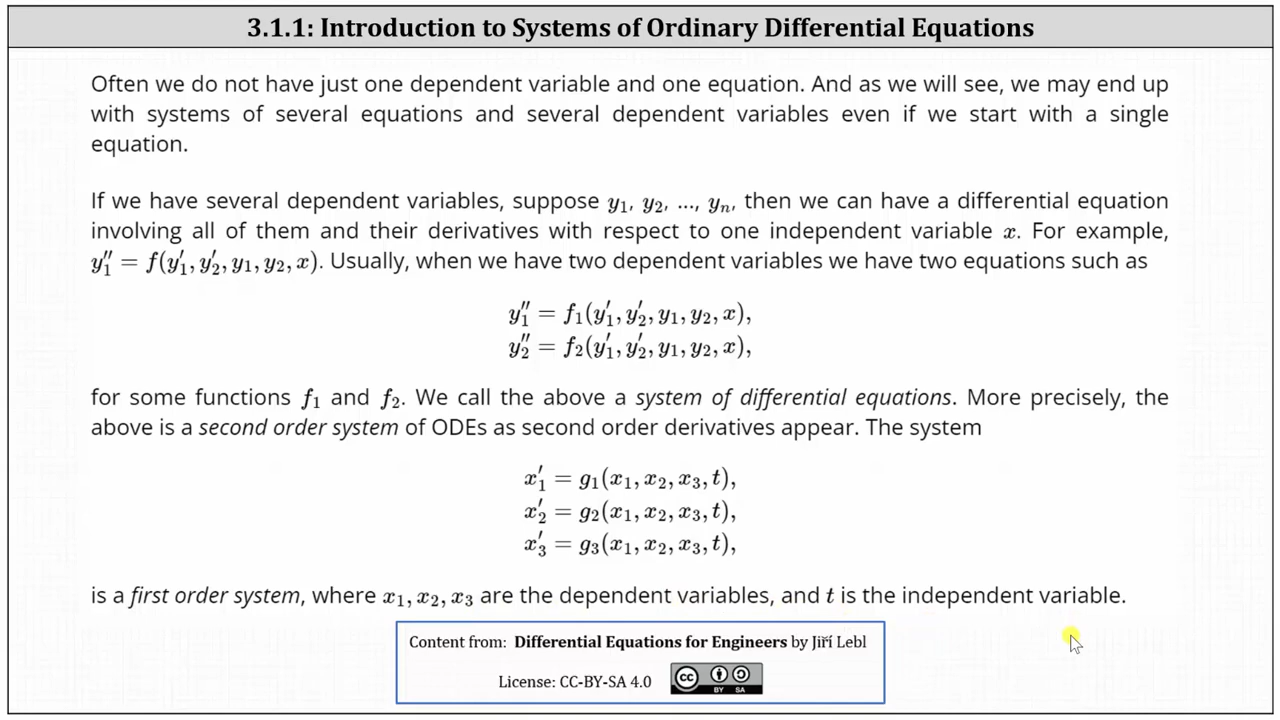 3.1.1: Introduction to Systems of Ordinary Differential Equations
Often we do not have just one dependent variable and one equation. And as we will see, we may end up
with systems of several equations and several dependent variables even if we start with a single
equation.
If we have several dependent variables, suppose y₁, y₂, ..., yₙ, then we can have a differential equation
involving all of them and their derivatives with respect to one independent variable x. For example,
y₁″ = f(y₁′, y₂′, y₁, y₂, x). Usually, when we have two dependent variables we have two equations such as
y₁″ = f₁(y₁′, y₂′, y₁, y₂, x),
y₂″ = f₂(y₁′, y₂′, y₁, y₂, x),
for some functions f₁ and f₂. We call the above a system of differential equations. More precisely, the
above is a second order system of ODEs as second order derivatives appear. The system
x₁′ = g₁(x₁, x₂, x₃, t),
x₂′ = g₂(x₁, x₂, x₃, t),
x₃′ = g₃(x₁, x₂, x₃, t),
is a first order system, where x₁, x₂, x₃ are the dependent variables, and t is the independent variable.
Content from: Differential Equations for Engineers by Jiří Lebl
License: CC-BY-SA 4.0
cc BY SA